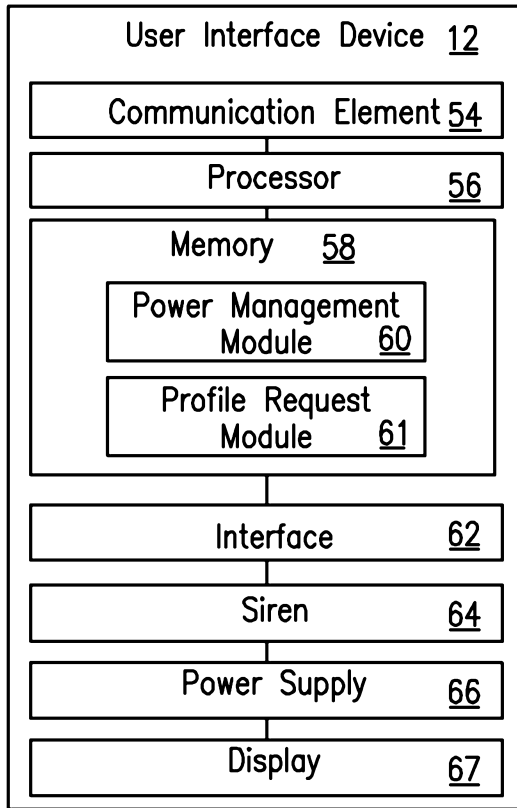 User Interface Device 12
Communication Element 54
Processor 56
Memory 58
Power Management
Module 60
Profile Request
Module 61
Interface 62
Siren 64
Power Supply 66
Display 67